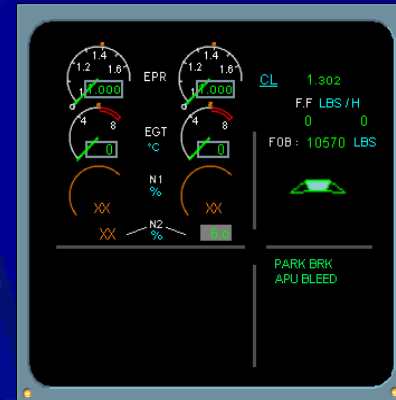 1.2 1.4 1.6 1.2 1.4 1.6
1 1.000 EPR 1 1.000 CL 1.302
F.F LBS/H
0 0
4 8 4 8
0 EGT 0 FOB: 10570 LBS
°C
N1
XX % XX
N2
XX % 6.0
PARK BRK
APU BLEED